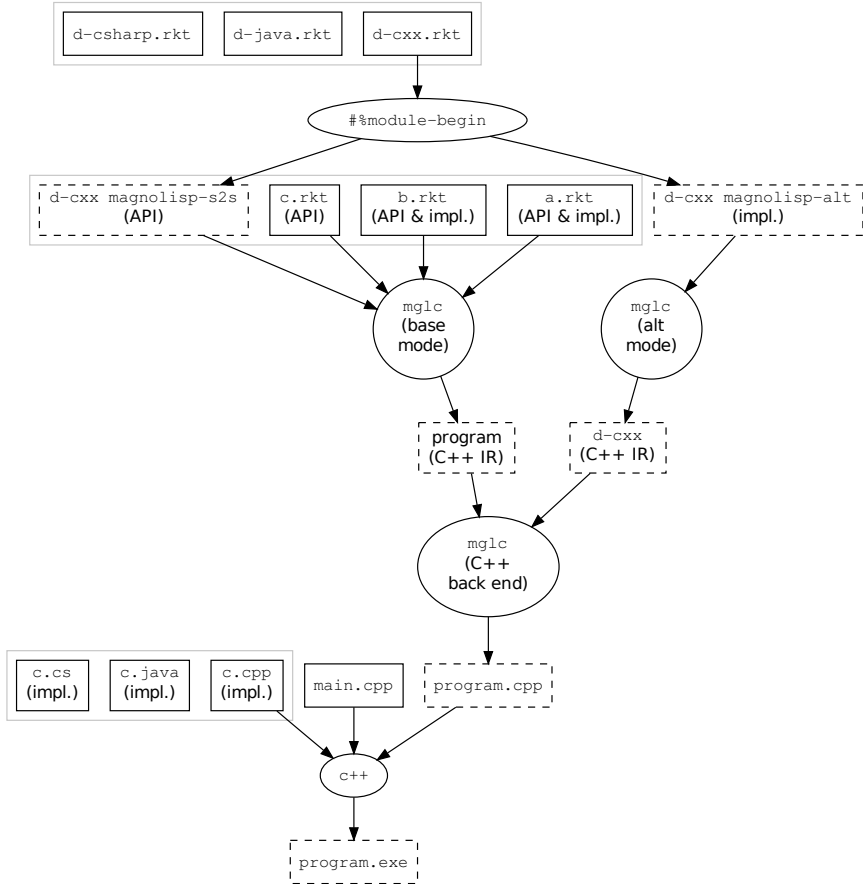 d-csharp.rkt
d-java.rkt
d-cxx.rkt
#%module-begin
d-cxx magnolisp-s2s
(API)
c.rkt
(API)
b.rkt
(API & impl.)
a.rkt
(API & impl.)
d-cxx magnolisp-alt
(impl.)
mglc
(base
mode)
mglc
(alt
mode)
program
(C++ IR)
d-cxx
(C++ IR)
mglc
(C++
back end)
c.cs
(impl.)
c.java
(impl.)
c.cpp
(impl.)
main.cpp
program.cpp
c++
program.exe